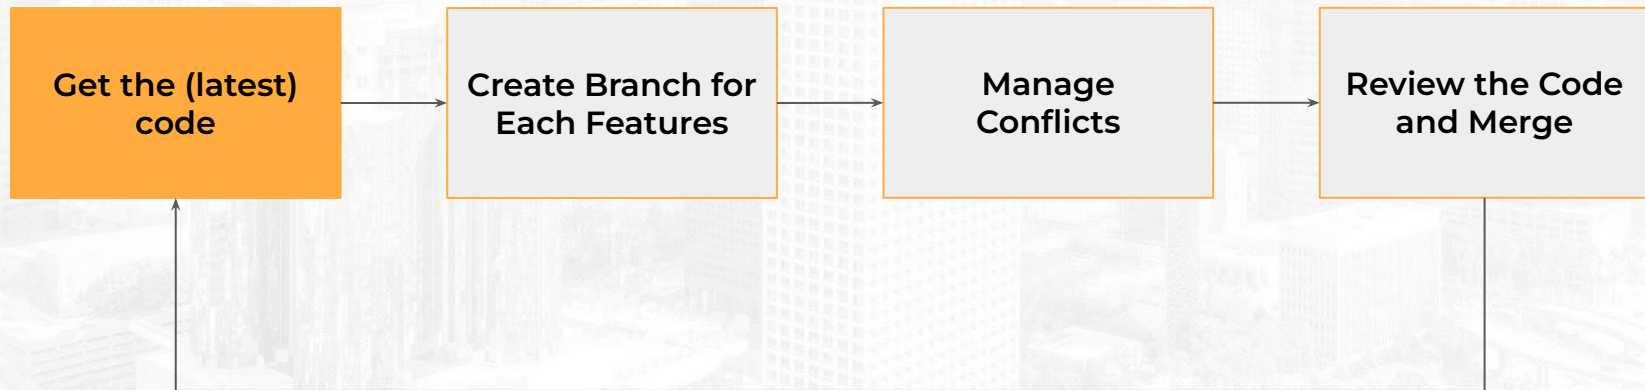 Get the (latest)
code
Create Branch for
Each Features
Manage
Conflicts
Review the Code
and Merge